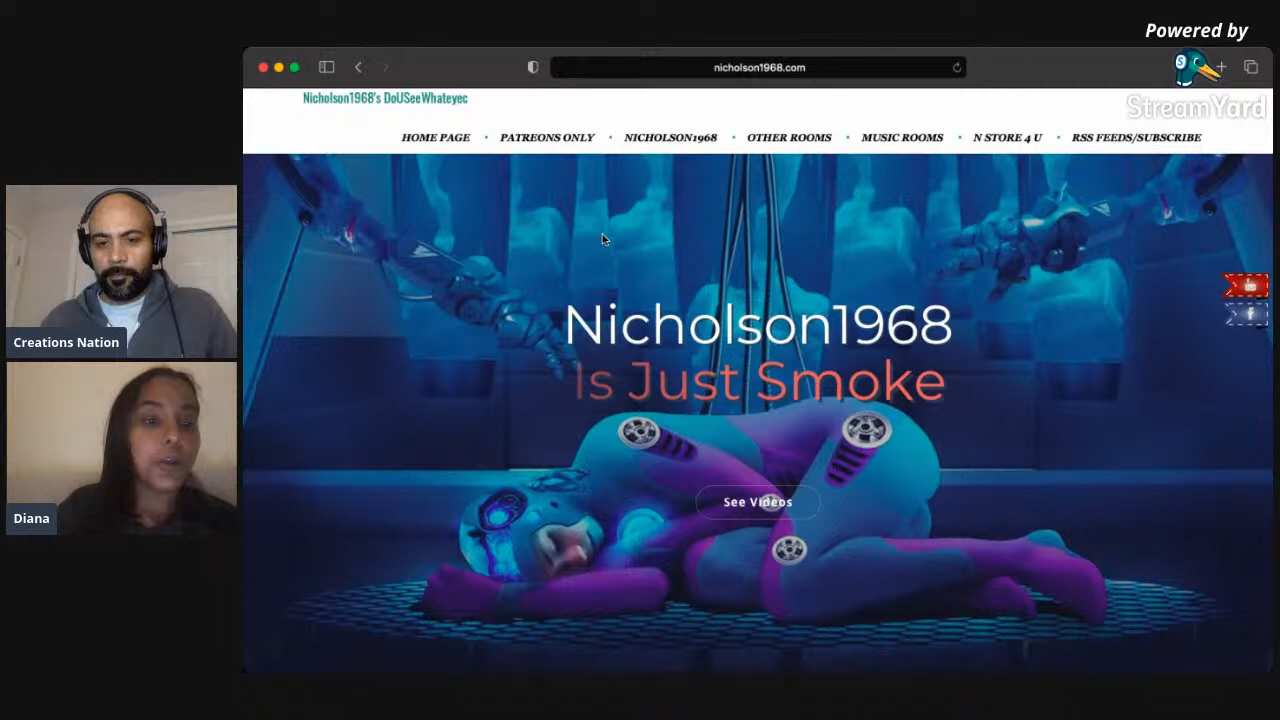 Powered by
StreamYard
nicholson1968.com
Nicholson1968's DoUSeeWhateyec
HOME PAGE • PATREONS ONLY • NICHOLSON1968 • OTHER ROOMS • MUSIC ROOMS • N STORE 4 U • RSS FEEDS/SUBSCRIBE
Nicholson1968
Is Just Smoke
See Videos
Creations Nation
Diana